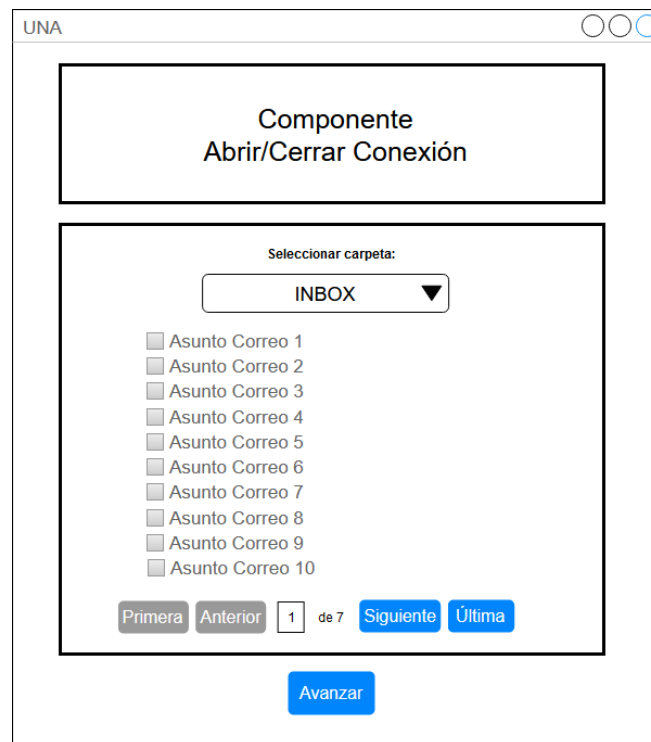 UNA
Componente
Abrir/Cerrar Conexión
Seleccionar carpeta:
INBOX
Asunto Correo 1
Asunto Correo 2
Asunto Correo 3
Asunto Correo 4
Asunto Correo 5
Asunto Correo 6
Asunto Correo 7
Asunto Correo 8
Asunto Correo 9
Asunto Correo 10
Primera Anterior 1 de 7 Siguiente Última
Avanzar